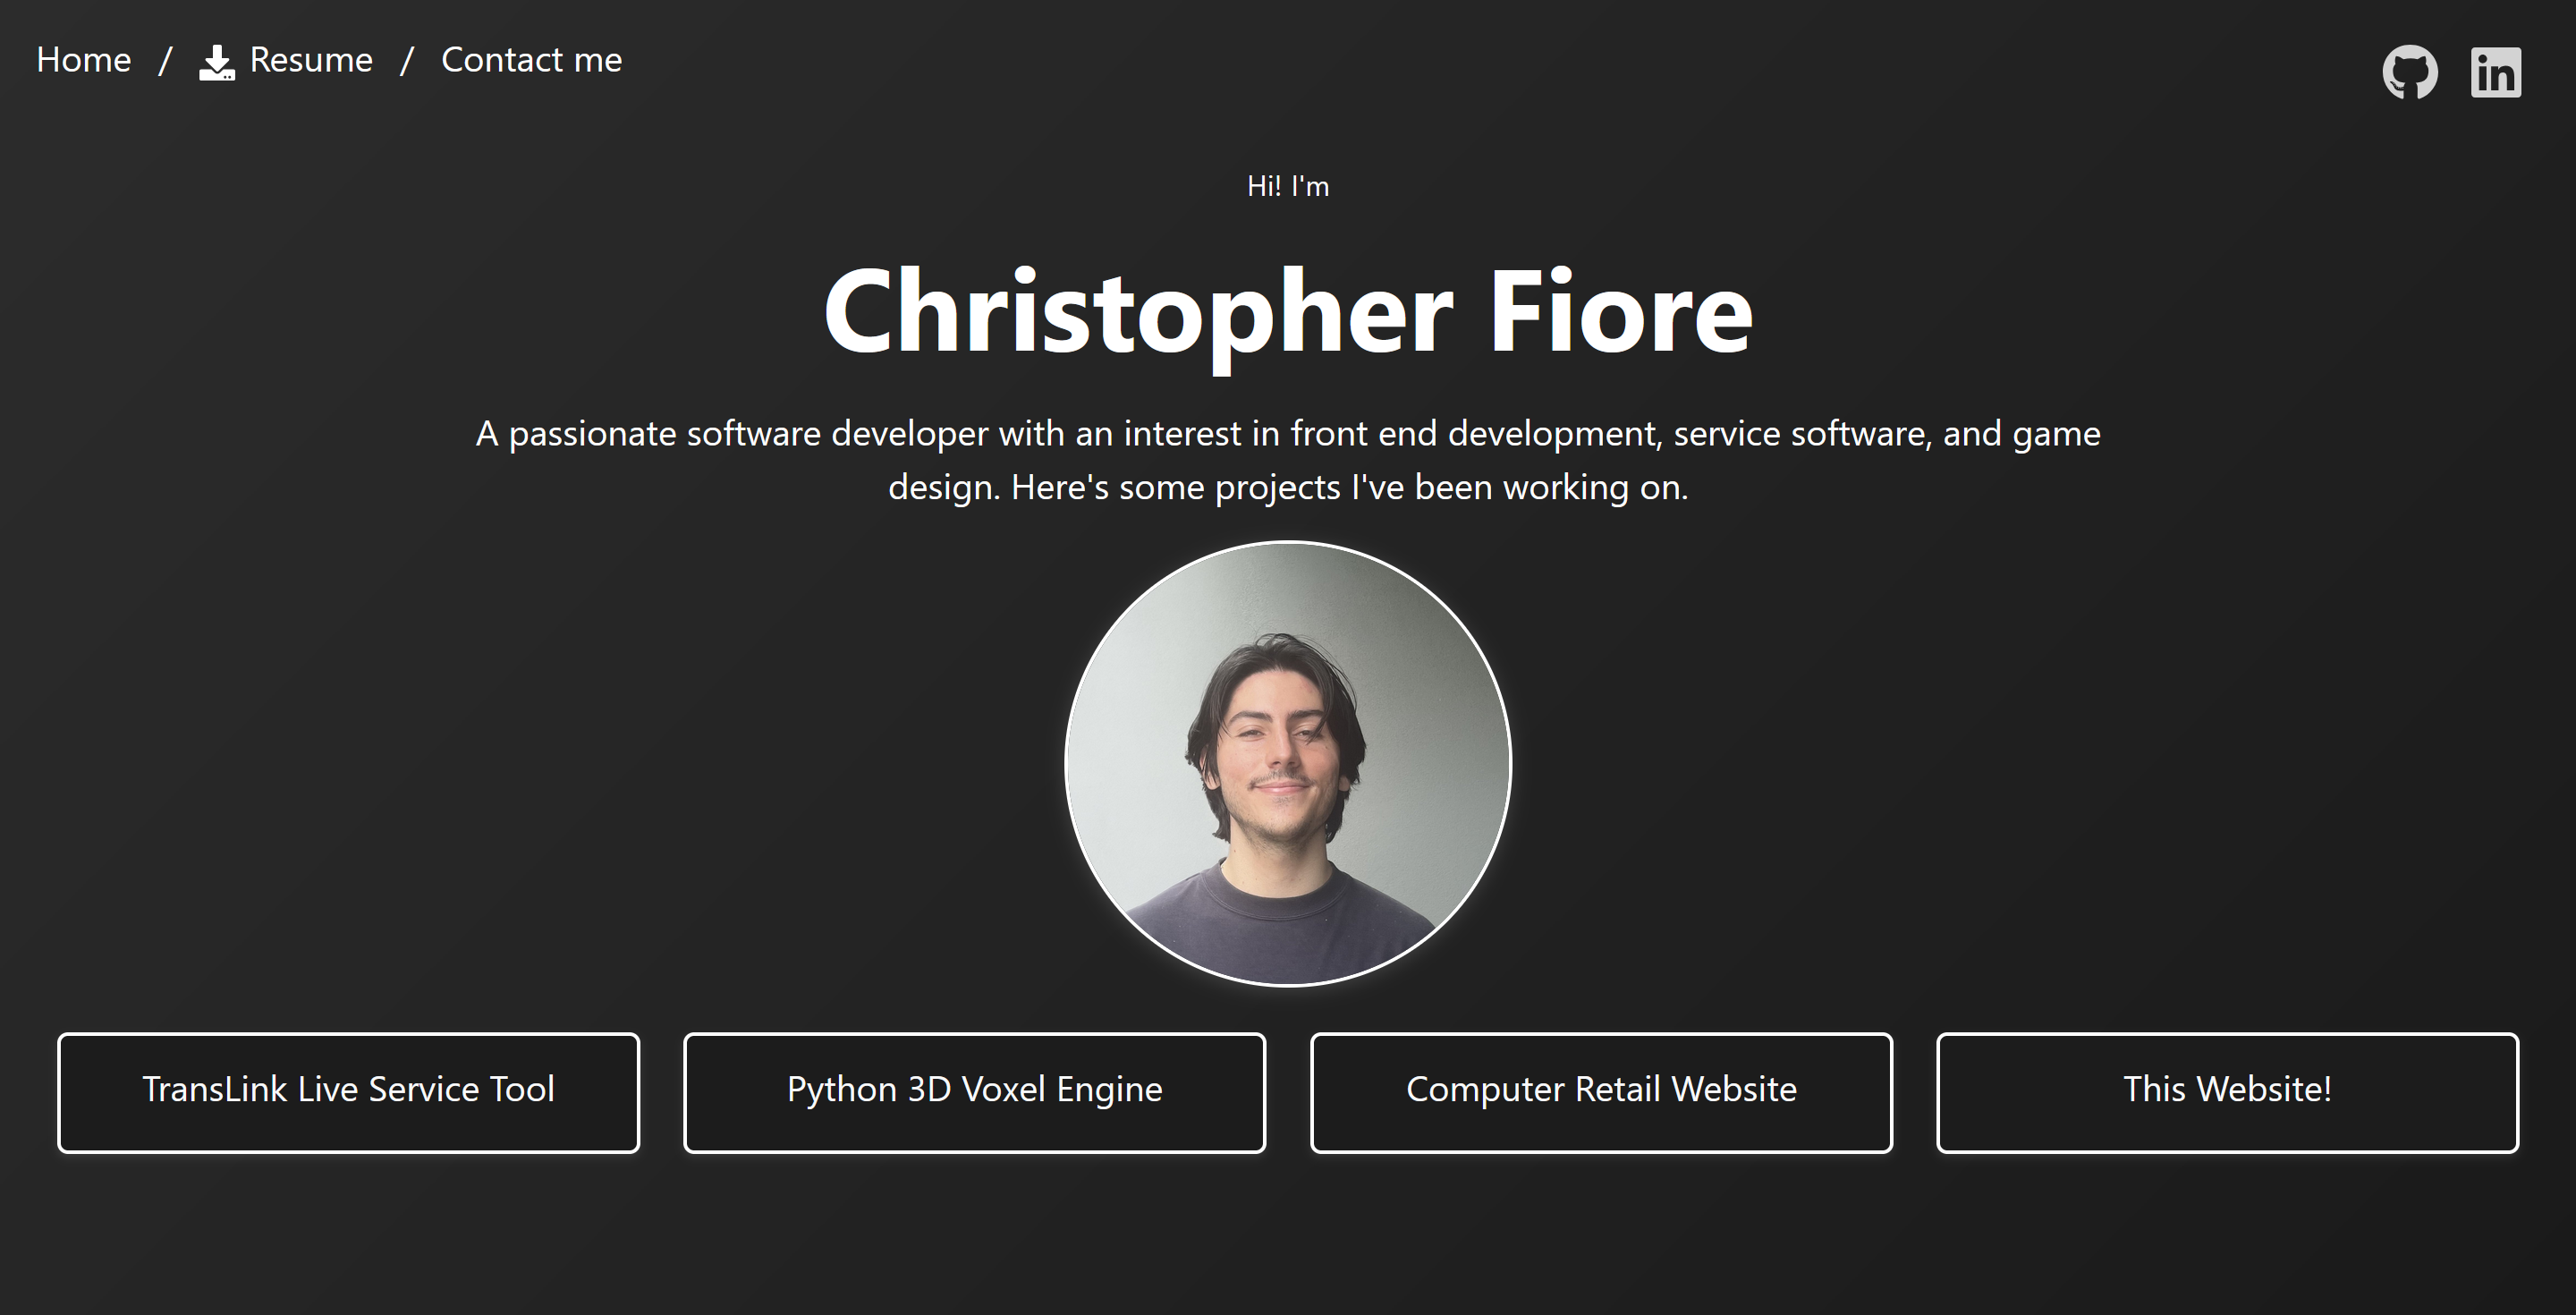 Home / Resume / Contact me
in
Hi! I'm
Christopher Fiore
A passionate software developer with an interest in front end development, service software, and game
design. Here's some projects I've been working on.
TransLink Live Service Tool
Python 3D Voxel Engine
Computer Retail Website
This Website!